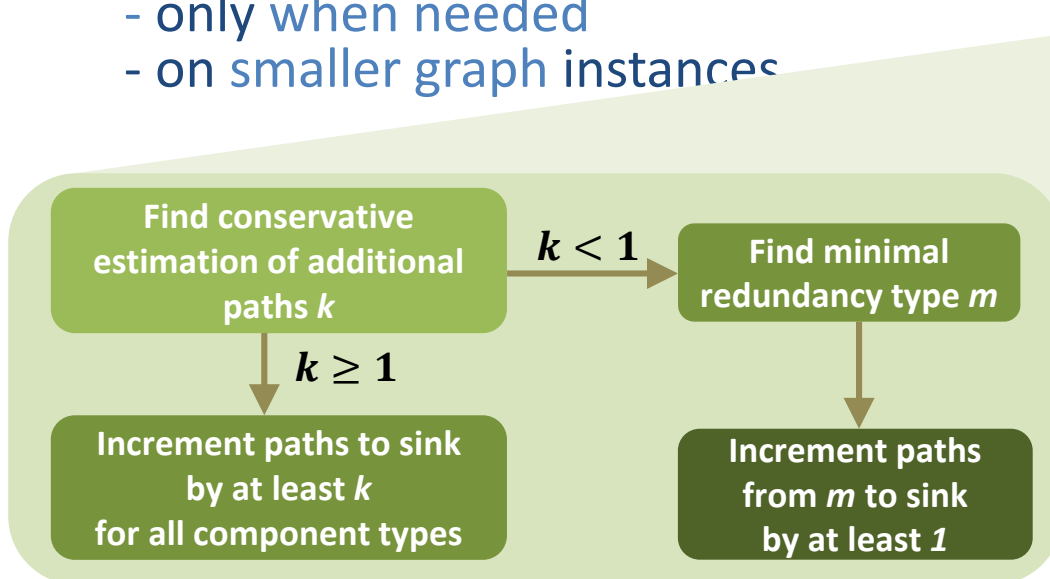 - only when needed
- on smaller graph instances
Find conservative
estimation of additional
paths k
k < 1
Find minimal
redundancy type m
k ≥ 1
Increment paths to sink
by at least k
for all component types
Increment paths
from m to sink
by at least 1